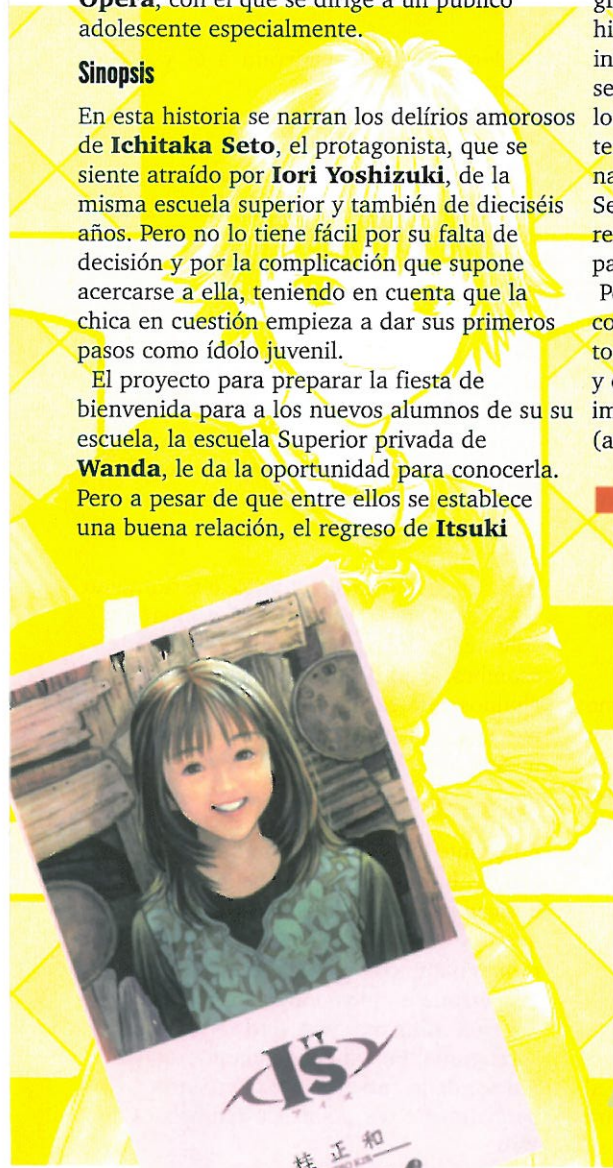 Opera, con el que se dirige a un público
adolescente especialmente.
Sinopsis
En esta historia se narran los delírios amorosos
de Ichitaka Seto, el protagonista, que se
siente atraído por Iori Yoshizuki, de la
misma escuela superior y también de dieciséis
años. Pero no lo tiene fácil por su falta de
decisión y por la complicación que supone
acercarse a ella, teniendo en cuenta que la
chica en cuestión empieza a dar sus primeros
pasos como ídolo juvenil.
El proyecto para preparar la fiesta de
bienvenida para a los nuevos alumnos de su su
escuela, la escuela Superior privada de
Wanda, le da la oportunidad para conocerla.
Pero a pesar de que entre ellos se establece
una buena relación, el regreso de Itsuki
I"s
アイズ
桂正和